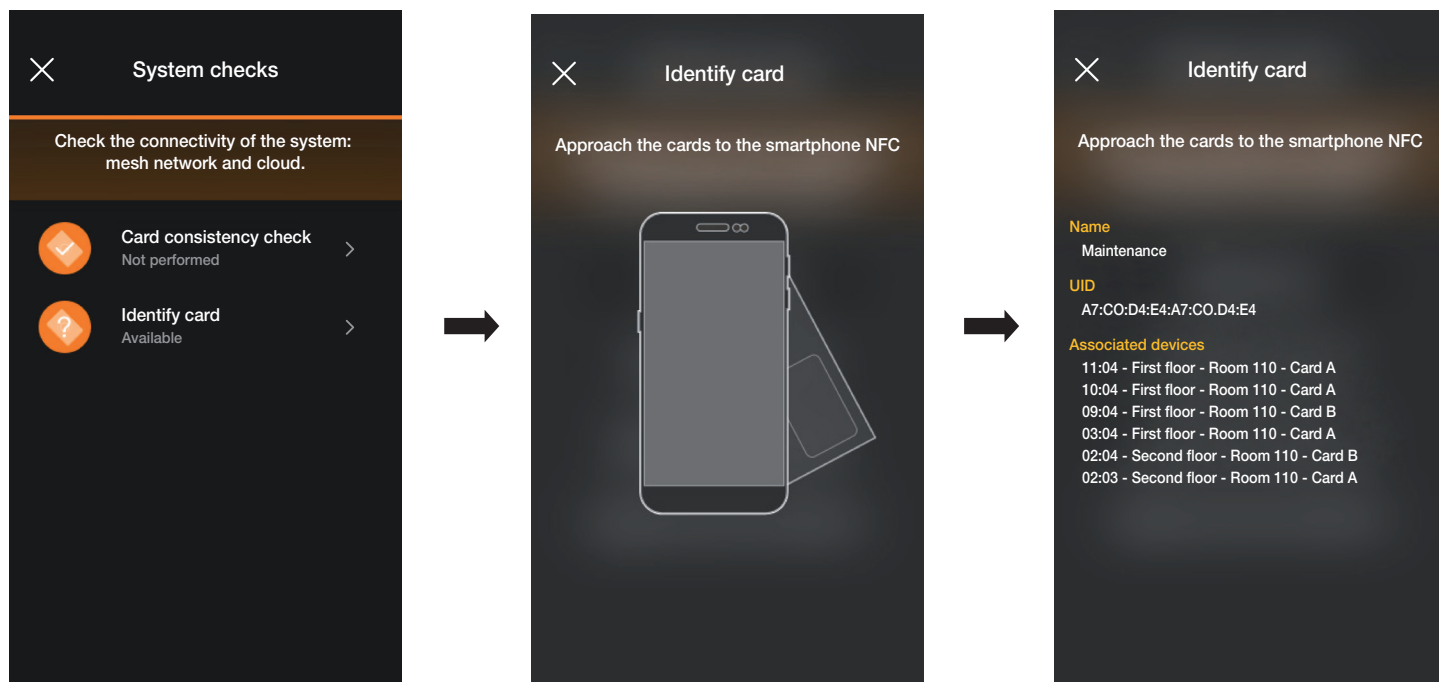 System checks
Check the connectivity of the system:
mesh network and cloud.
Card consistency check
Not performed
Identify card
Available
Identify card
Approach the cards to the smartphone NFC
Identify card
Approach the cards to the smartphone NFC
Name
Maintenance
UID
A7:CO:D4:E4:A7:CO.D4:E4
Associated devices
11:04 - First floor - Room 110 - Card A
10:04 - First floor - Room 110 - Card A
09:04 - First floor - Room 110 - Card B
03:04 - First floor - Room 110 - Card A
02:04 - Second floor - Room 110 - Card B
02:03 - Second floor - Room 110 - Card A